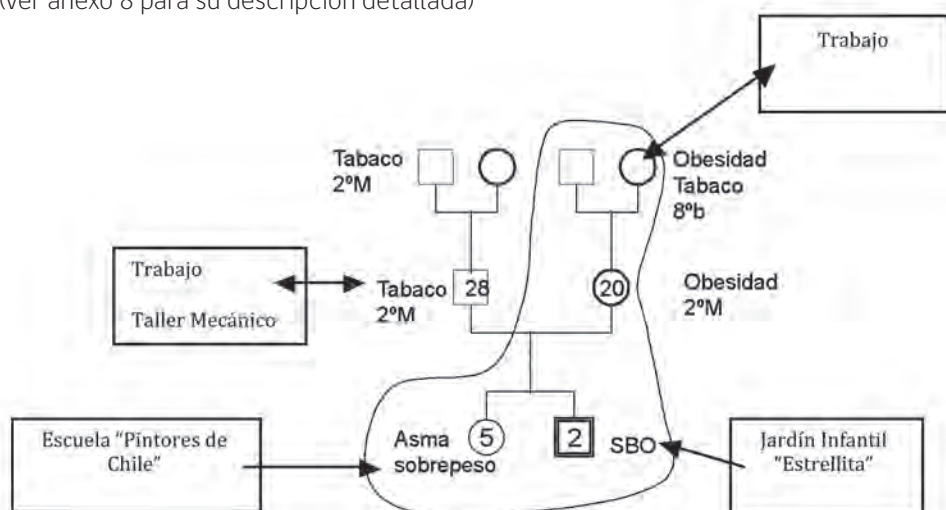 (ver anexo 8 para su descripción detallada)
Trabajo
Tabaco
2ºM
Obesidad
Tabaco
8ºb
Trabajo
Taller Mecánico
Tabaco
2ºM
28
20
Obesidad
2ºM
Escuela "Pintores de
Chile"
Asma
sobrepeso
5
2
SBO
Jardín Infantil
"Estrellita"